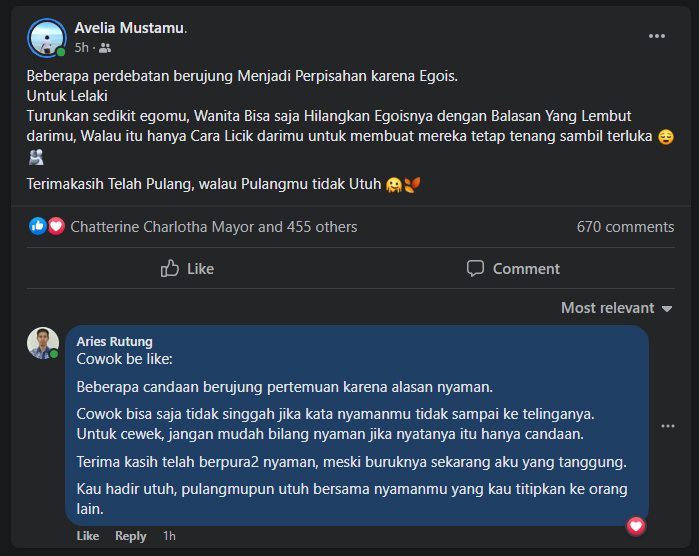 Avelia Mustamu.
5h ·
Beberapa perdebatan berujung Menjadi Perpisahan karena Egois.
Untuk Lelaki
Turunkan sedikit egomu, Wanita Bisa saja Hilangkan Egoisnya dengan Balasan Yang Lembut
darimu, Walau itu hanya Cara Licik darimu untuk membuat mereka tetap tenang sambil terluka 😌
🫂
Terimakasih Telah Pulang, walau Pulangmu tidak Utuh 🤗🍂
Chatterine Charlotha Mayor and 455 others 670 comments
Like Comment
Most relevant
Aries Rutung
Cowok be like:
Beberapa candaan berujung pertemuan karena alasan nyaman.
Cowok bisa saja tidak singgah jika kata nyamanmu tidak sampai ke telinganya.
Untuk cewek, jangan mudah bilang nyaman jika nyatanya itu hanya candaan.
Terima kasih telah berpura2 nyaman, meski buruknya sekarang aku yang tanggung.
Kau hadir utuh, pulangmupun utuh bersama nyamanmu yang kau titipkan ke orang
lain.
Like Reply 1h